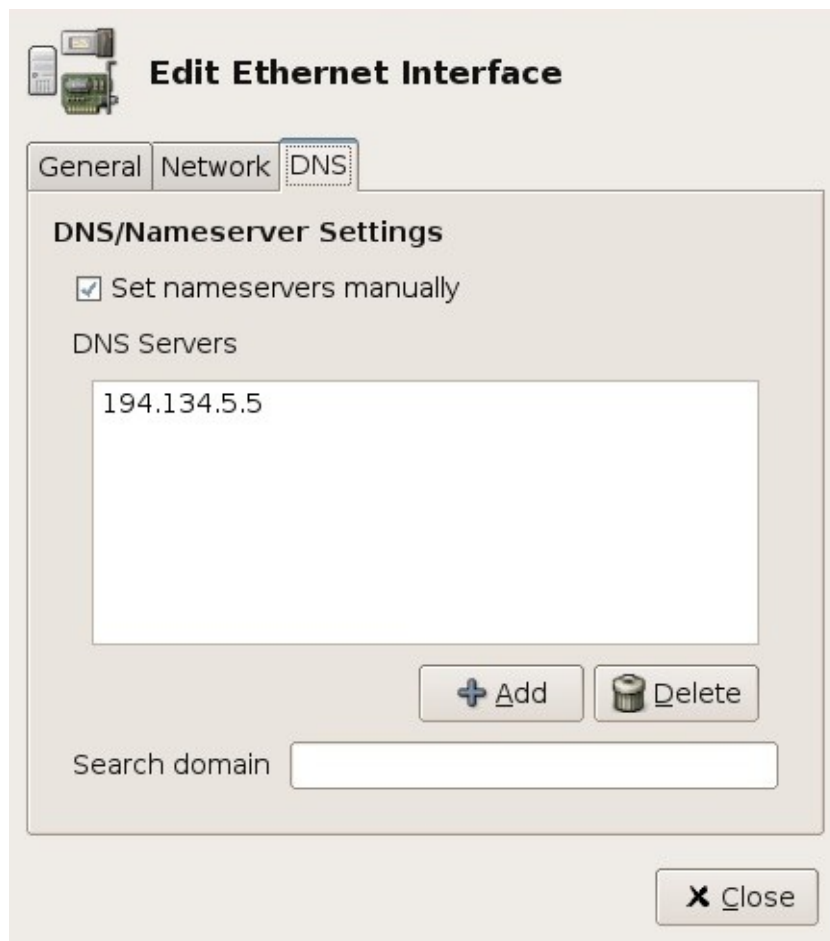 Edit Ethernet Interface
General Network DNS
DNS/Nameserver Settings
Set nameservers manually
DNS Servers
194.134.5.5
Add Delete
Search domain
Close